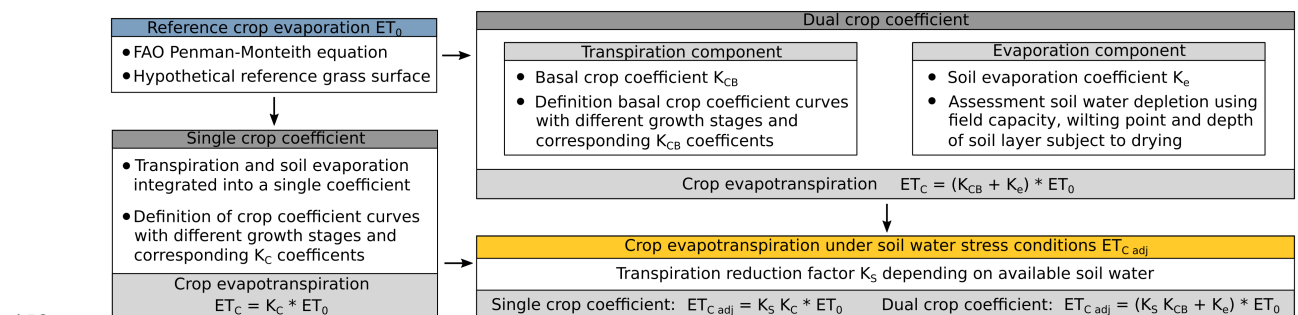 Reference crop evaporation ET0
● FAO Penman-Monteith equation
● Hypothetical reference grass surface
Single crop coefficient
● Transpiration and soil evaporation
integrated into a single coefficient
● Definition of crop coefficient curves
with different growth stages and
corresponding KC coefficents
Crop evapotranspiration
ETC = KC * ET0
Dual crop coefficient
Transpiration component
● Basal crop coefficient KCB
● Definition basal crop coefficient curves
with different growth stages and
corresponding KCB coefficents
Evaporation component
● Soil evaporation coefficient Ke
● Assessment soil water depletion using
field capacity, wilting point and depth
of soil layer subject to drying
Crop evapotranspiration ETC = (KCB + Ke) * ET0
Crop evapotranspiration under soil water stress conditions ETC adj
Transpiration reduction factor KS depending on available soil water
Single crop coefficient: ETC adj = KS KC * ET0 Dual crop coefficient: ETC adj = (KS KCB + Ke) * ET0